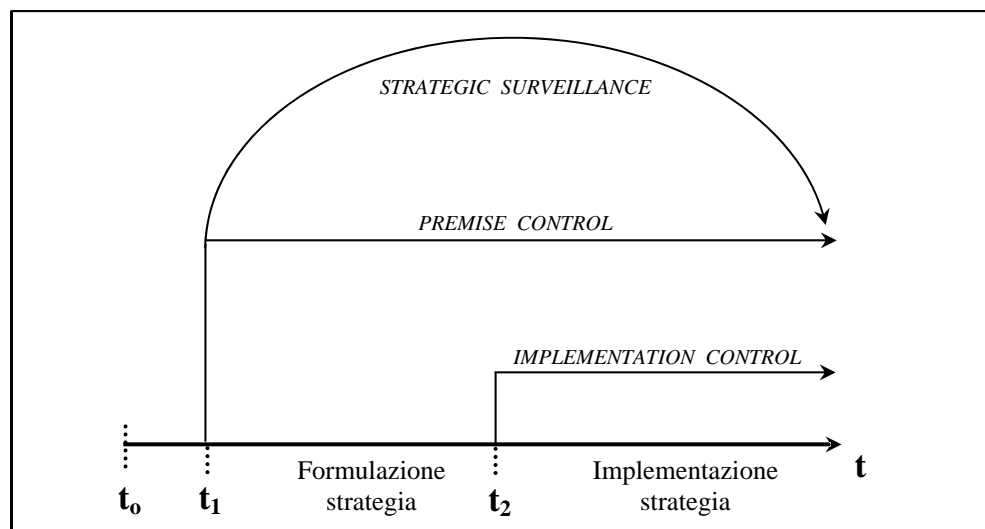 STRATEGIC SURVEILLANCE
PREMISE CONTROL
IMPLEMENTATION CONTROL
t
Formulazione
strategia
Implementazione
strategia
to
t1
t2